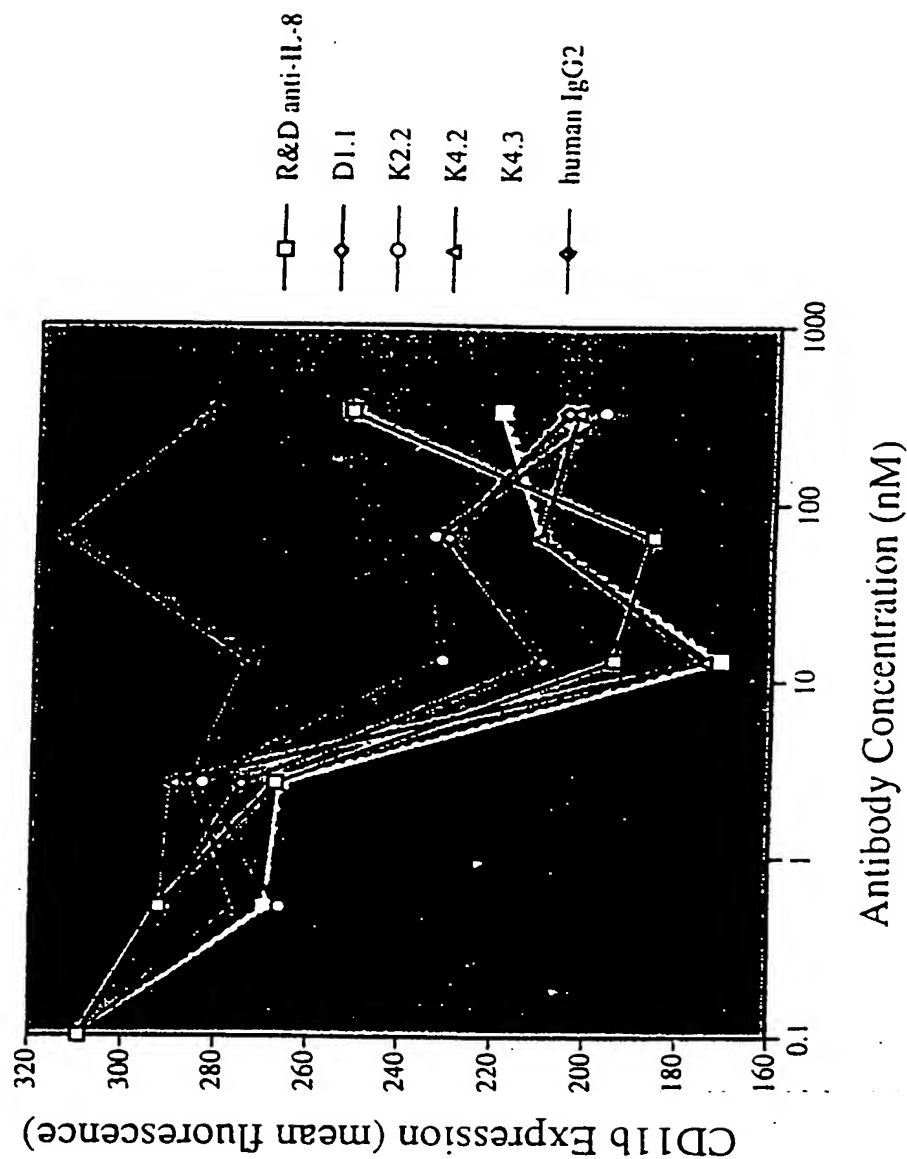 CD11b Expression (mean fluorescence)
320
300
280
260
240
220
200
180
160
0.1
1
10
100
1000
Antibody Concentration (nM)
R&D anti-IL-8
D1.1
K2.2
K4.2
K4.3
human IgG2